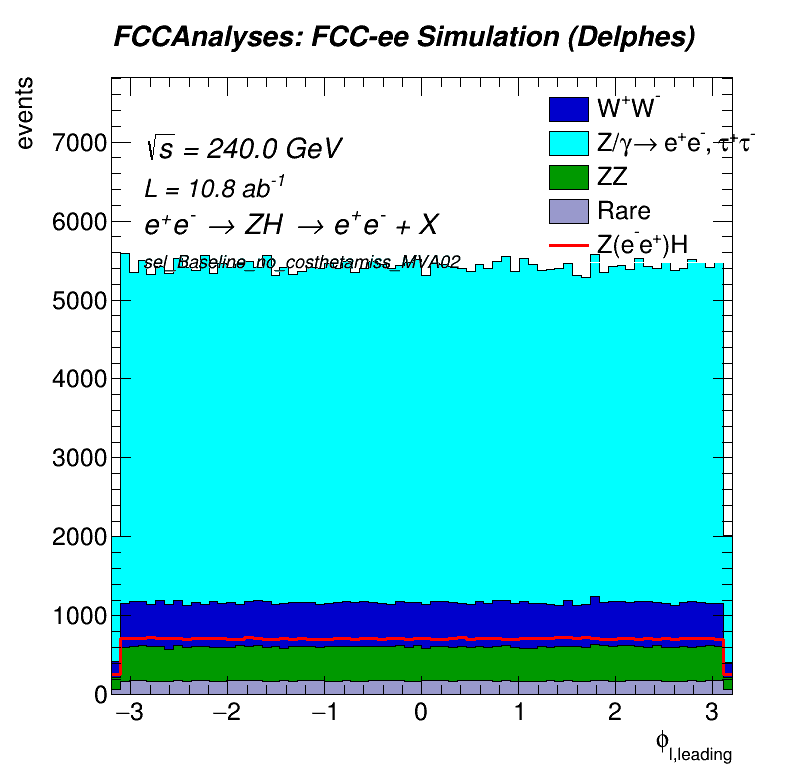 FCCAnalyses: FCC-ee Simulation (Delphes)
events
√s = 240.0 GeV
L = 10.8 ab⁻¹
e⁺e⁻ → ZH → e⁺e⁻ + X
sel_Baseline_no_costhetamiss_MVA02
W⁺W⁻
Z/γ→ e⁺e⁻, τ⁺τ⁻
ZZ
Rare
Z(e⁻e⁺)H
7000
6000
5000
4000
3000
2000
1000
0
−3 −2 −1 0 1 2 3
ϕl,leading